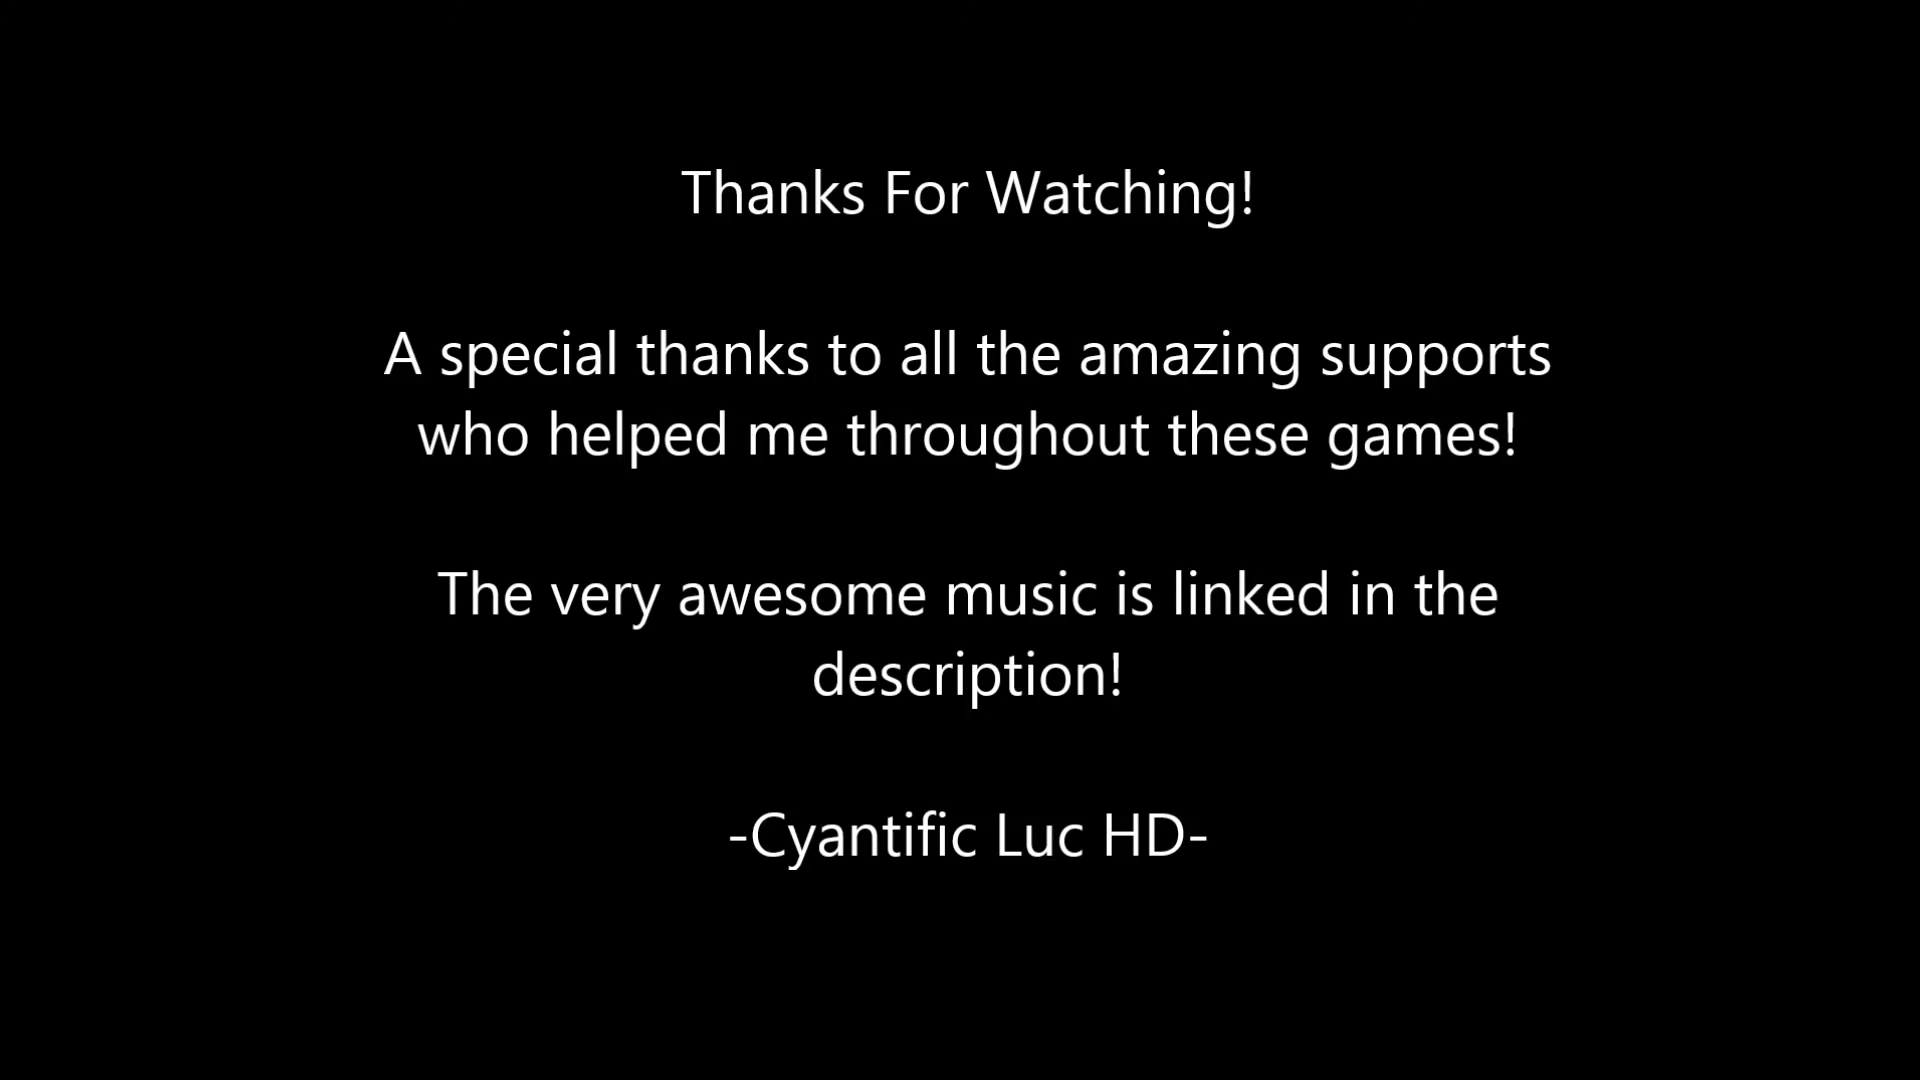 Thanks For Watching!
A special thanks to all the amazing supports
who helped me throughout these games!
The very awesome music is linked in the
description!
-Cyantific Luc HD-